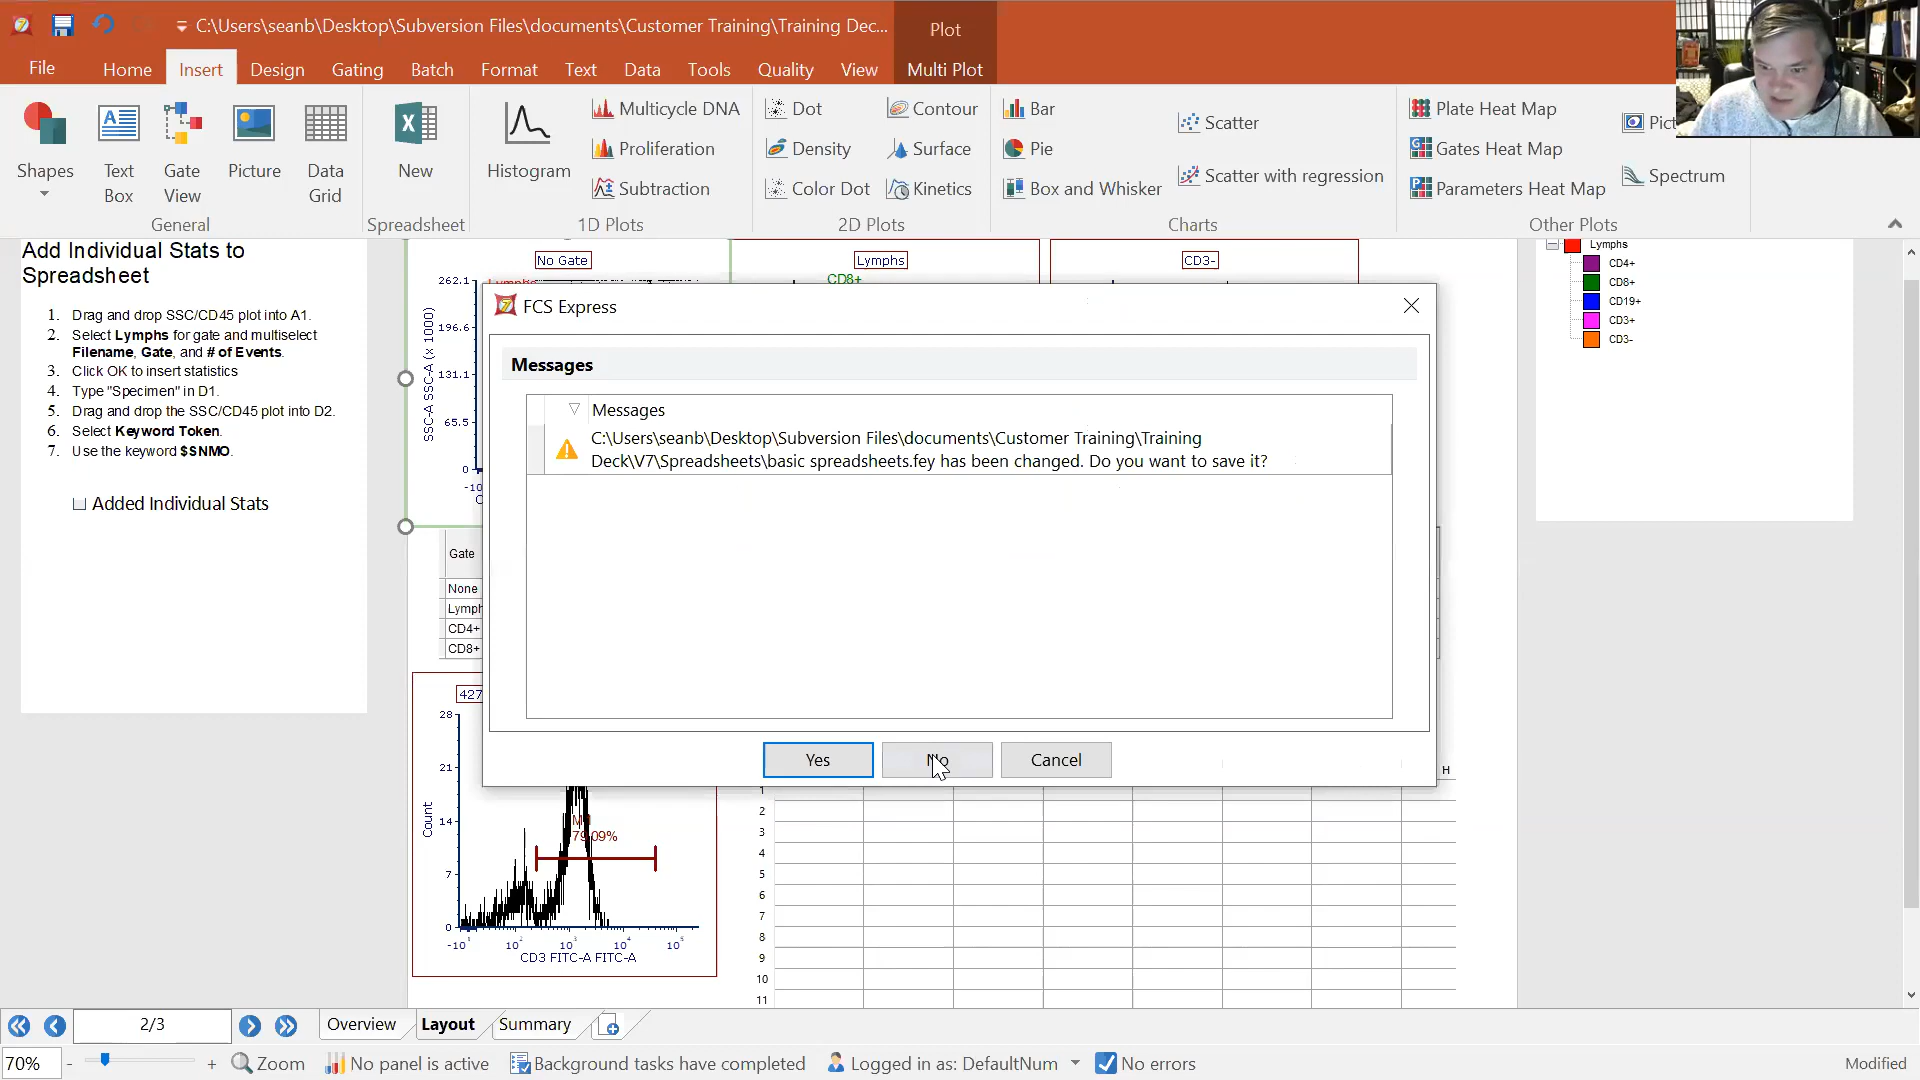 C:\Users\seanb\Desktop\Subversion Files\documents\Customer Training\Training Dec...
Plot
File
Home
Insert
Design
Gating
Batch
Format
Text
Data
Tools
Quality
View
Multi Plot
Shapes
Text Box
Gate View
Picture
Data Grid
General
New
Spreadsheet
Histogram
Multicycle DNA
Proliferation
Subtraction
1D Plots
Dot
Density
Color Dot
Contour
Surface
Kinetics
2D Plots
Bar
Pie
Box and Whisker
Scatter
Scatter with regression
Charts
Plate Heat Map
Gates Heat Map
Parameters Heat Map
Spectrum
Other Plots
Add Individual Stats to
Spreadsheet
1. Drag and drop SSC/CD45 plot into A1.
2. Select Lymphs for gate and multiselect
Filename, Gate, and # of Events.
3. Click OK to insert statistics
4. Type "Specimen" in D1.
5. Drag and drop the SSC/CD45 plot into D2.
6. Select Keyword Token.
7. Use the keyword $SNMO.
Added Individual Stats
No Gate
Lymphs
CD3-
CD8+
262.1
196.6
131.1
65.5
0
SSC-A SSC-A (x 1000)
Lymphs
CD4+
CD8+
CD19+
CD3+
CD3-
FCS Express
Messages
Messages
C:\Users\seanb\Desktop\Subversion Files\documents\Customer Training\Training
Deck\V7\Spreadsheets\basic spreadsheets.fey has been changed. Do you want to save it?
Yes
No
Cancel
Gate
None
Lymph
CD4+
CD8+
427
28
21
14
7
0
Count
79.09%
-10¹
10²
10³
10⁴
10⁵
CD3 FITC-A FITC-A
H
1
2
3
4
5
6
7
8
9
10
11
2/3
Overview
Layout
Summary
70%
-
+
Zoom
No panel is active
Background tasks have completed
Logged in as: DefaultNum
No errors
Modified